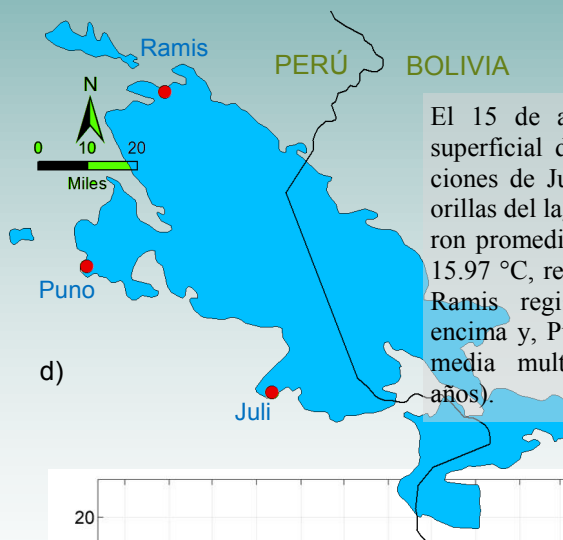 Ramis
PERÚ
BOLIVIA
N
0 10 20
Miles
El 15 de a
superficial d
ciones de Ju
orillas del la
ron promedi
15.97 °C, re
Ramis regi
encima y, P
media mult
años).
Puno
d)
Juli
20